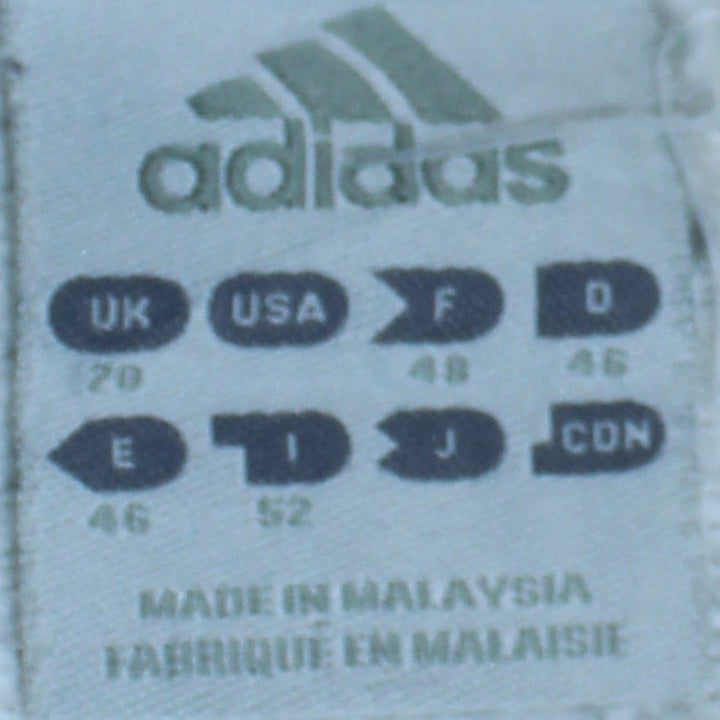 adidas
UK USA F D
20 48 46
E I J CDN
46 52
MADE IN MALAYSIA
FABRIQUÉ EN MALAISIE